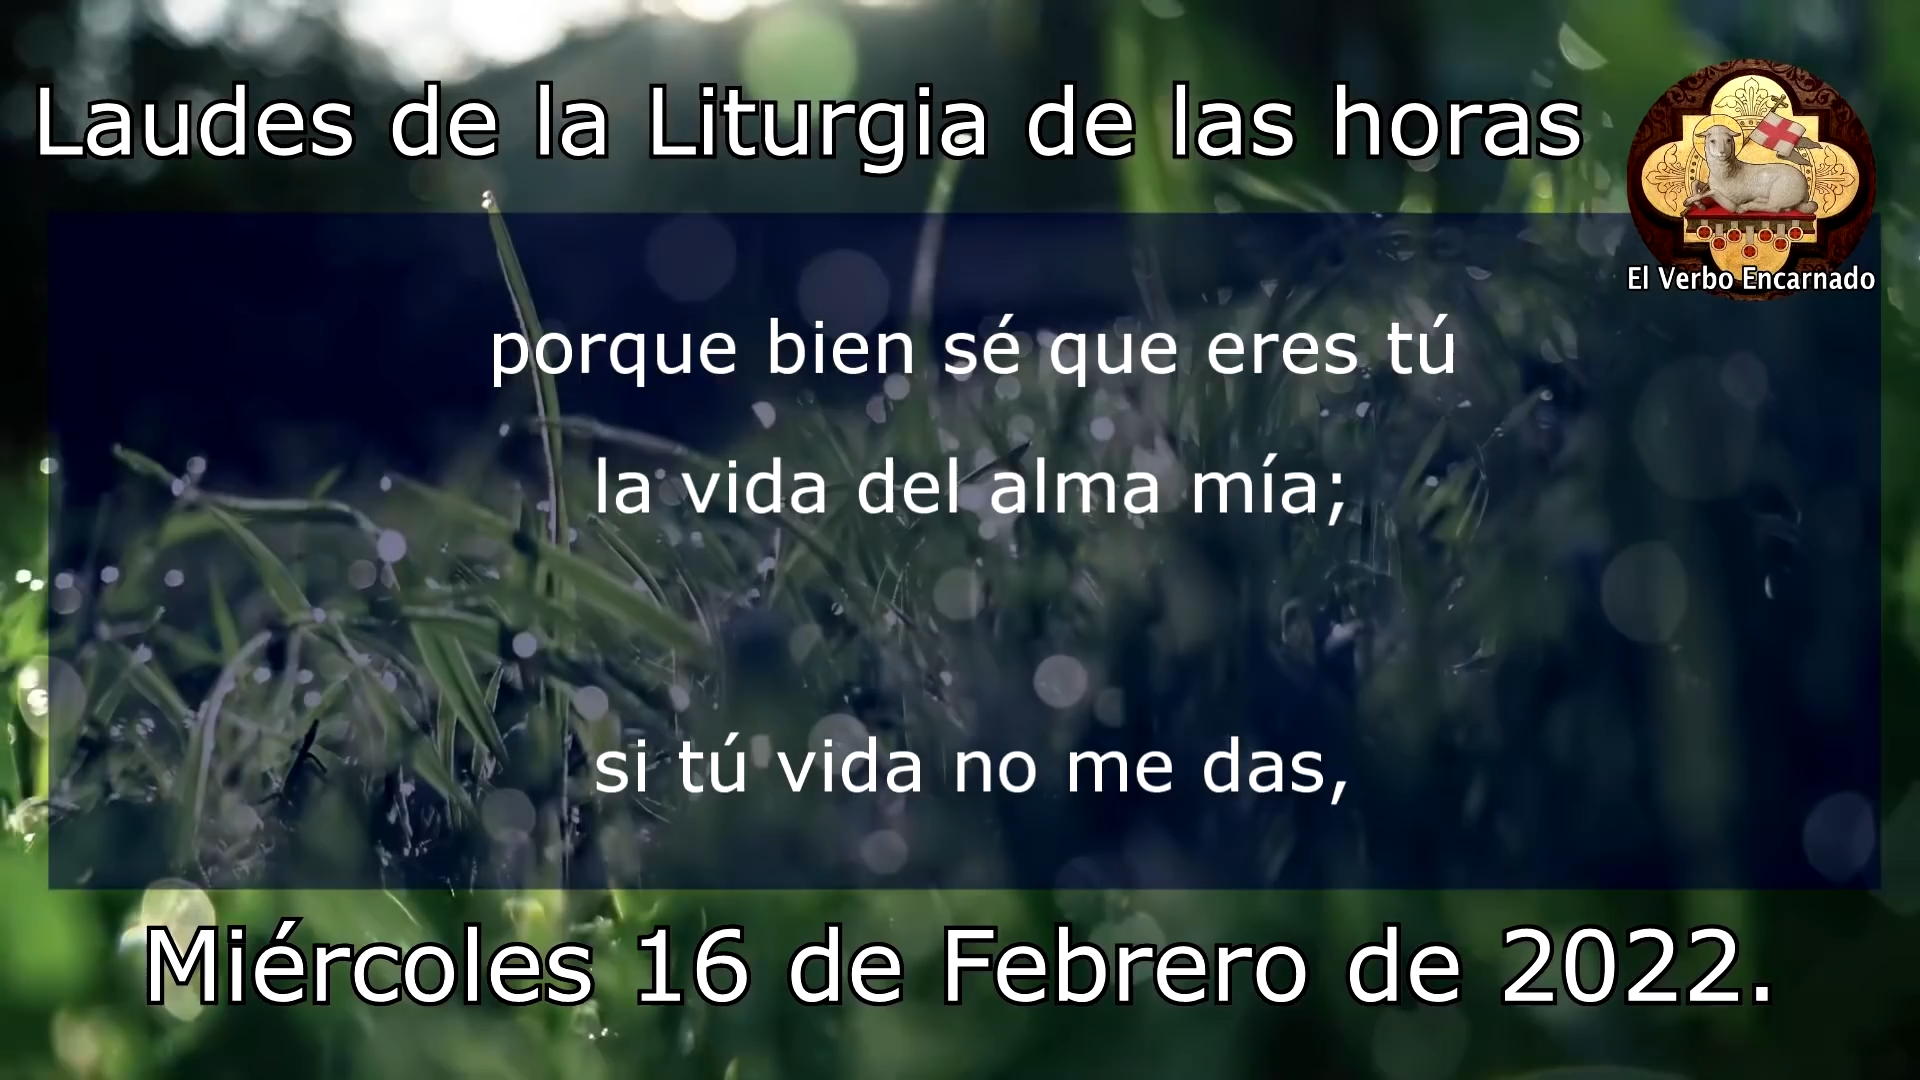 Laudes de la Liturgia de las horas
El Verbo Encarnado
porque bien sé que eres tú
la vida del alma mía;
si tú vida no me das,
Miércoles 16 de Febrero de 2022.